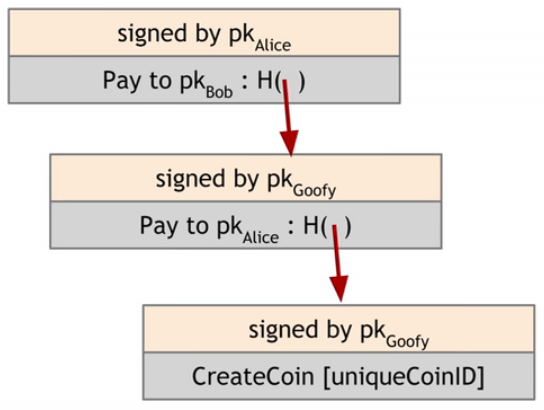 signed by pkAlice
Pay to pkBob : H( )
signed by pkGoofy
Pay to pkAlice : H( )
signed by pkGoofy
CreateCoin [uniqueCoinID]